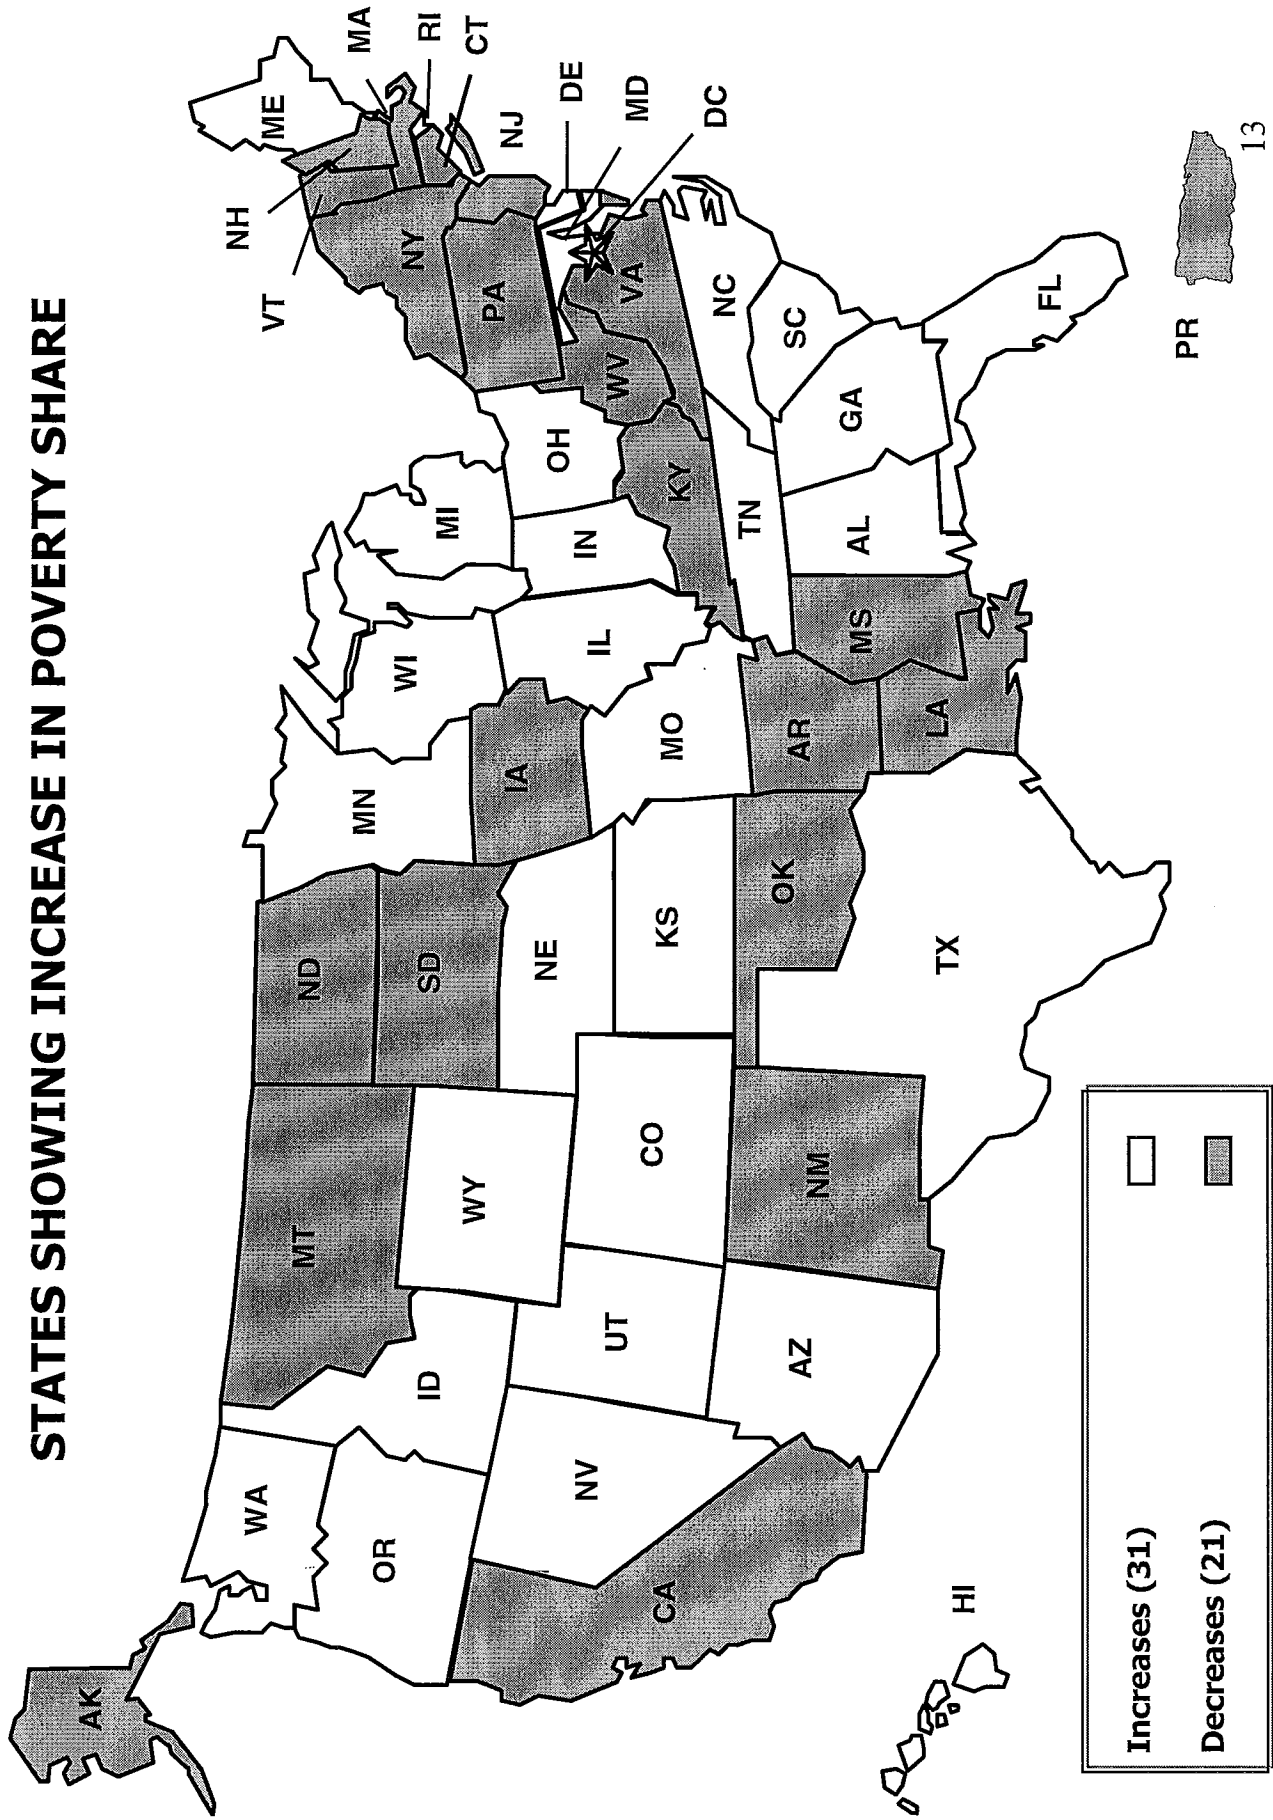 STATES SHOWING INCREASE IN POVERTY SHARE
AK
WA
MT
ND
MN
ME
VT
NH
MA
RI
CT
OR
ID
WY
SD
WI
MI
NY
NJ
NV
UT
CO
NE
IA
IL
IN
OH
PA
DE
MD
DC
CA
AZ
NM
KS
MO
KY
WV
VA
OK
AR
TN
NC
SC
TX
LA
MS
AL
GA
FL
HI
PR
Increases (31)
Decreases (21)
13